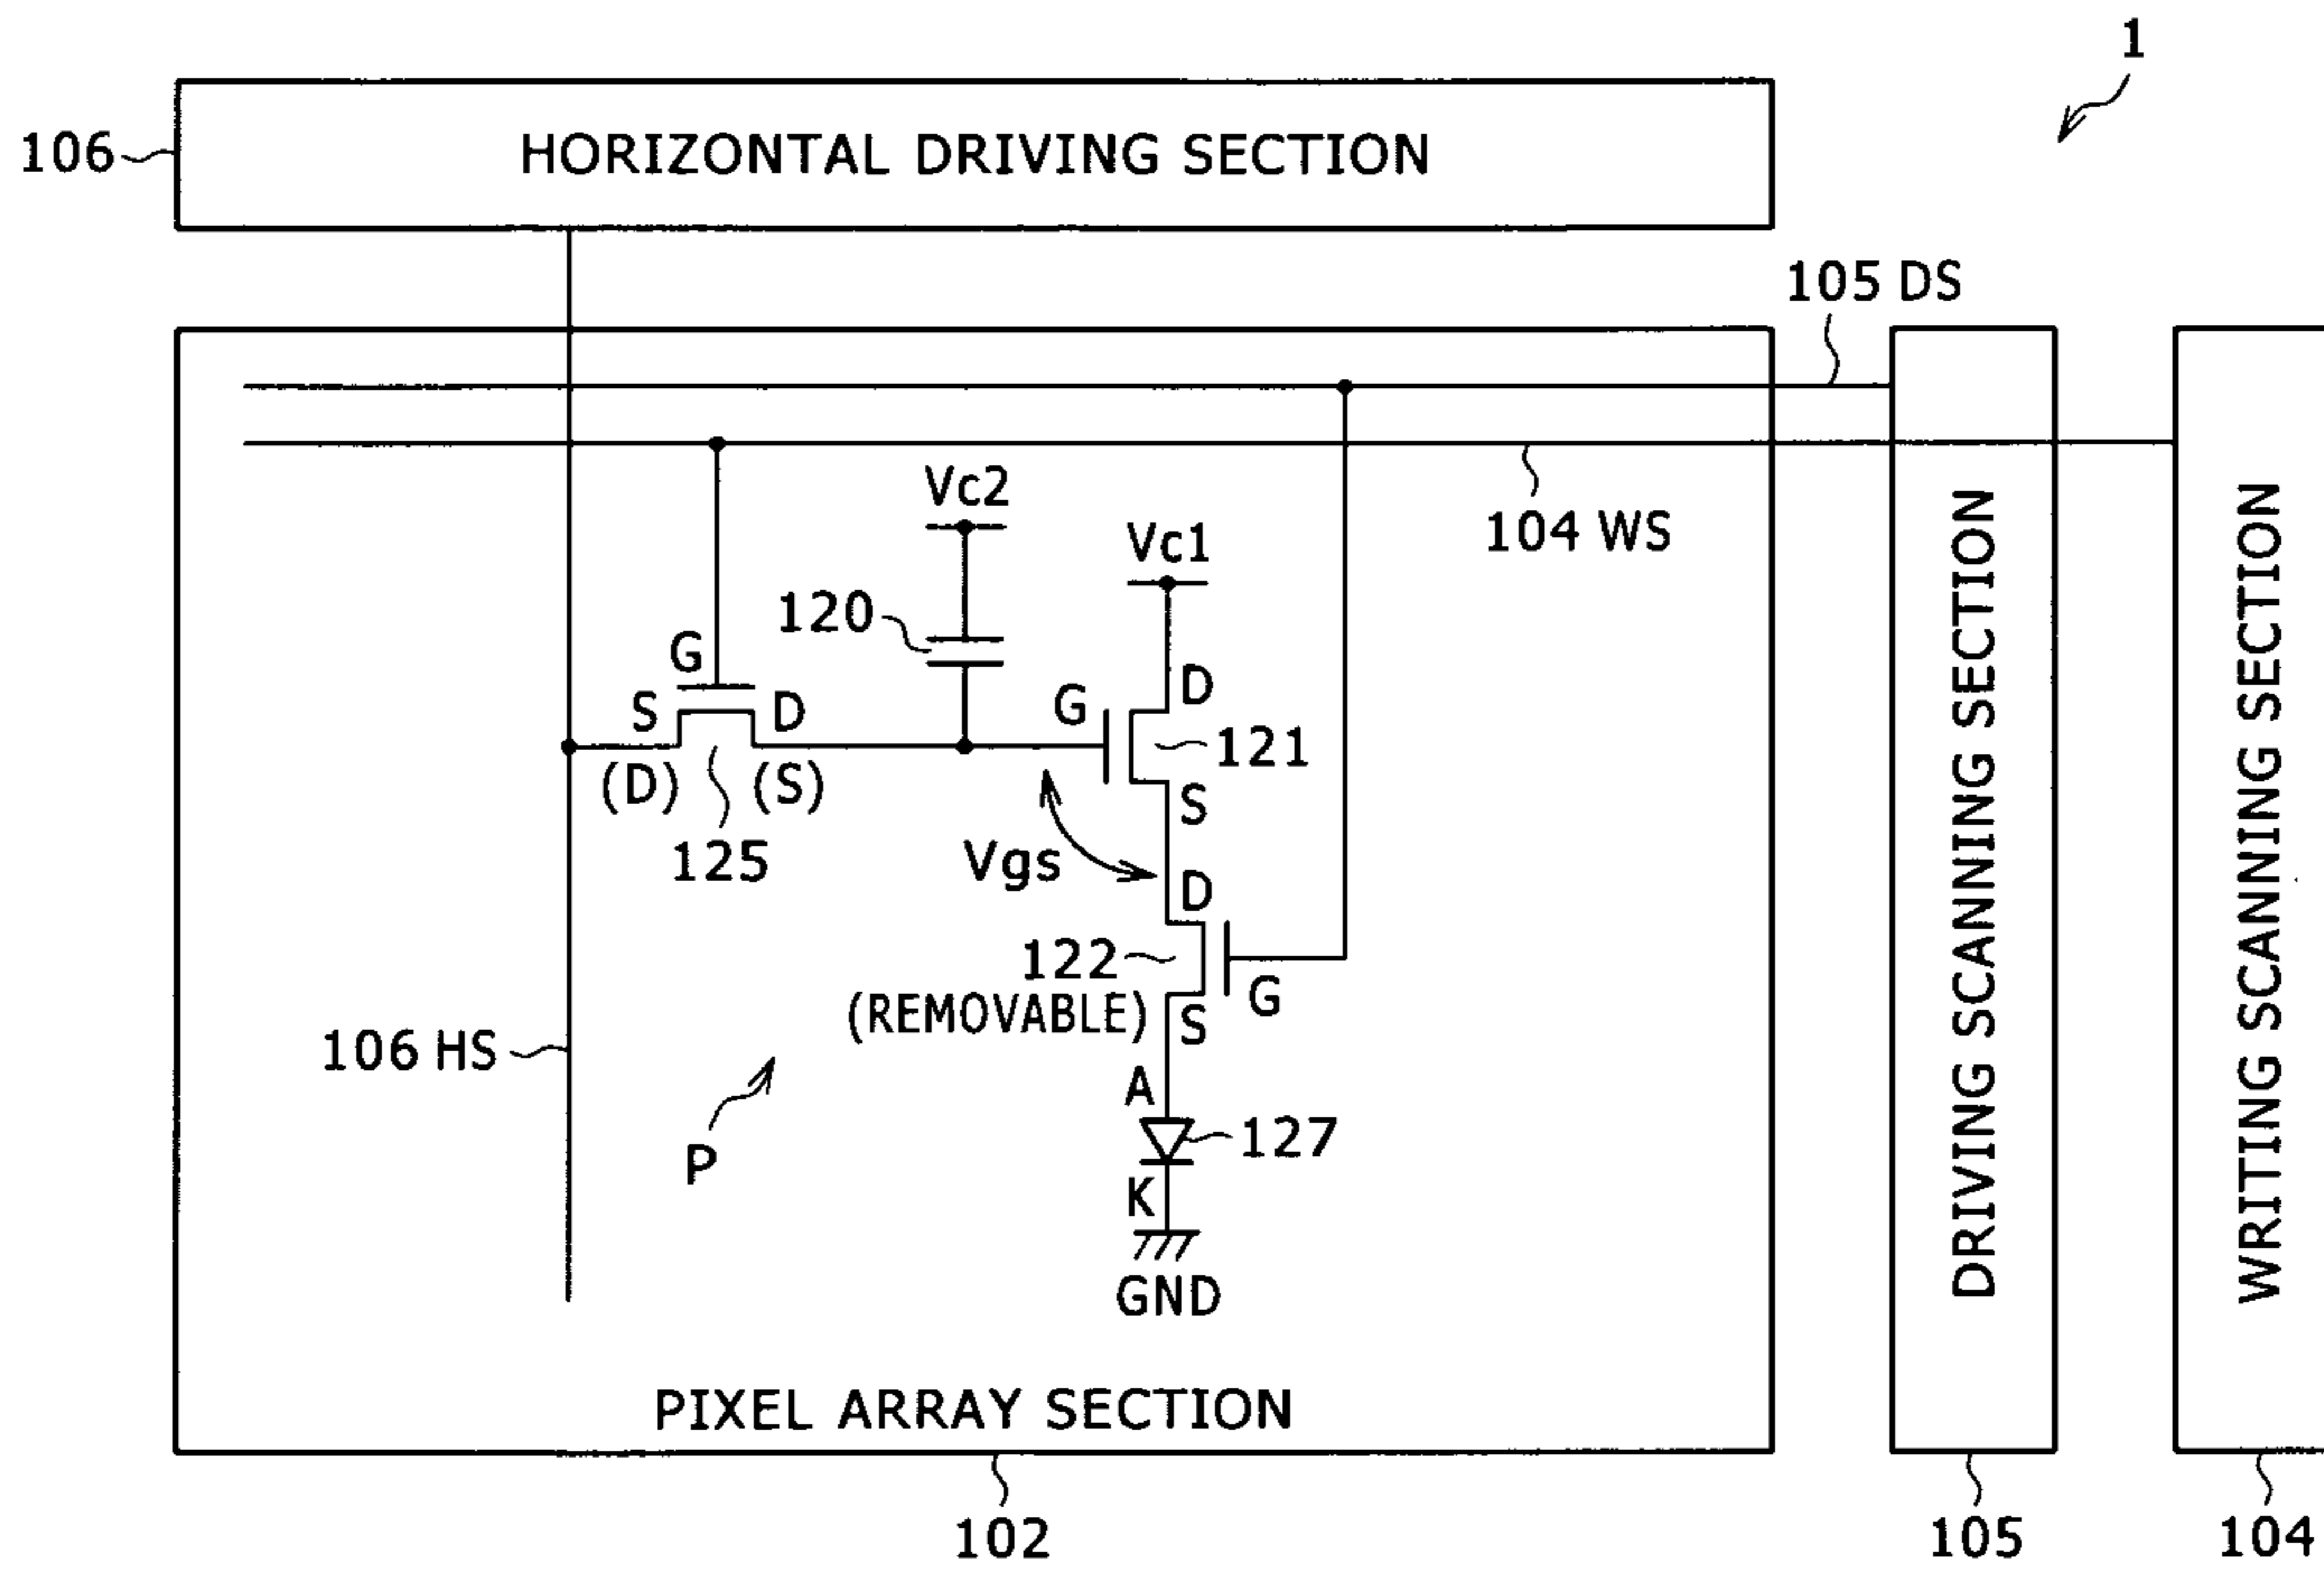 1
106
HORIZONTAL DRIVING SECTION
105 DS
104 WS
Vc2
Vc1
120
G
S
D
(D)
(S)
125
G
D
121
S
Vgs
D
122
(REMOVABLE)
G
S
106 HS
P
A
127
K
GND
PIXEL ARRAY SECTION
102
DRIVING SCANNING SECTION
105
WRITING SCANNING SECTION
104